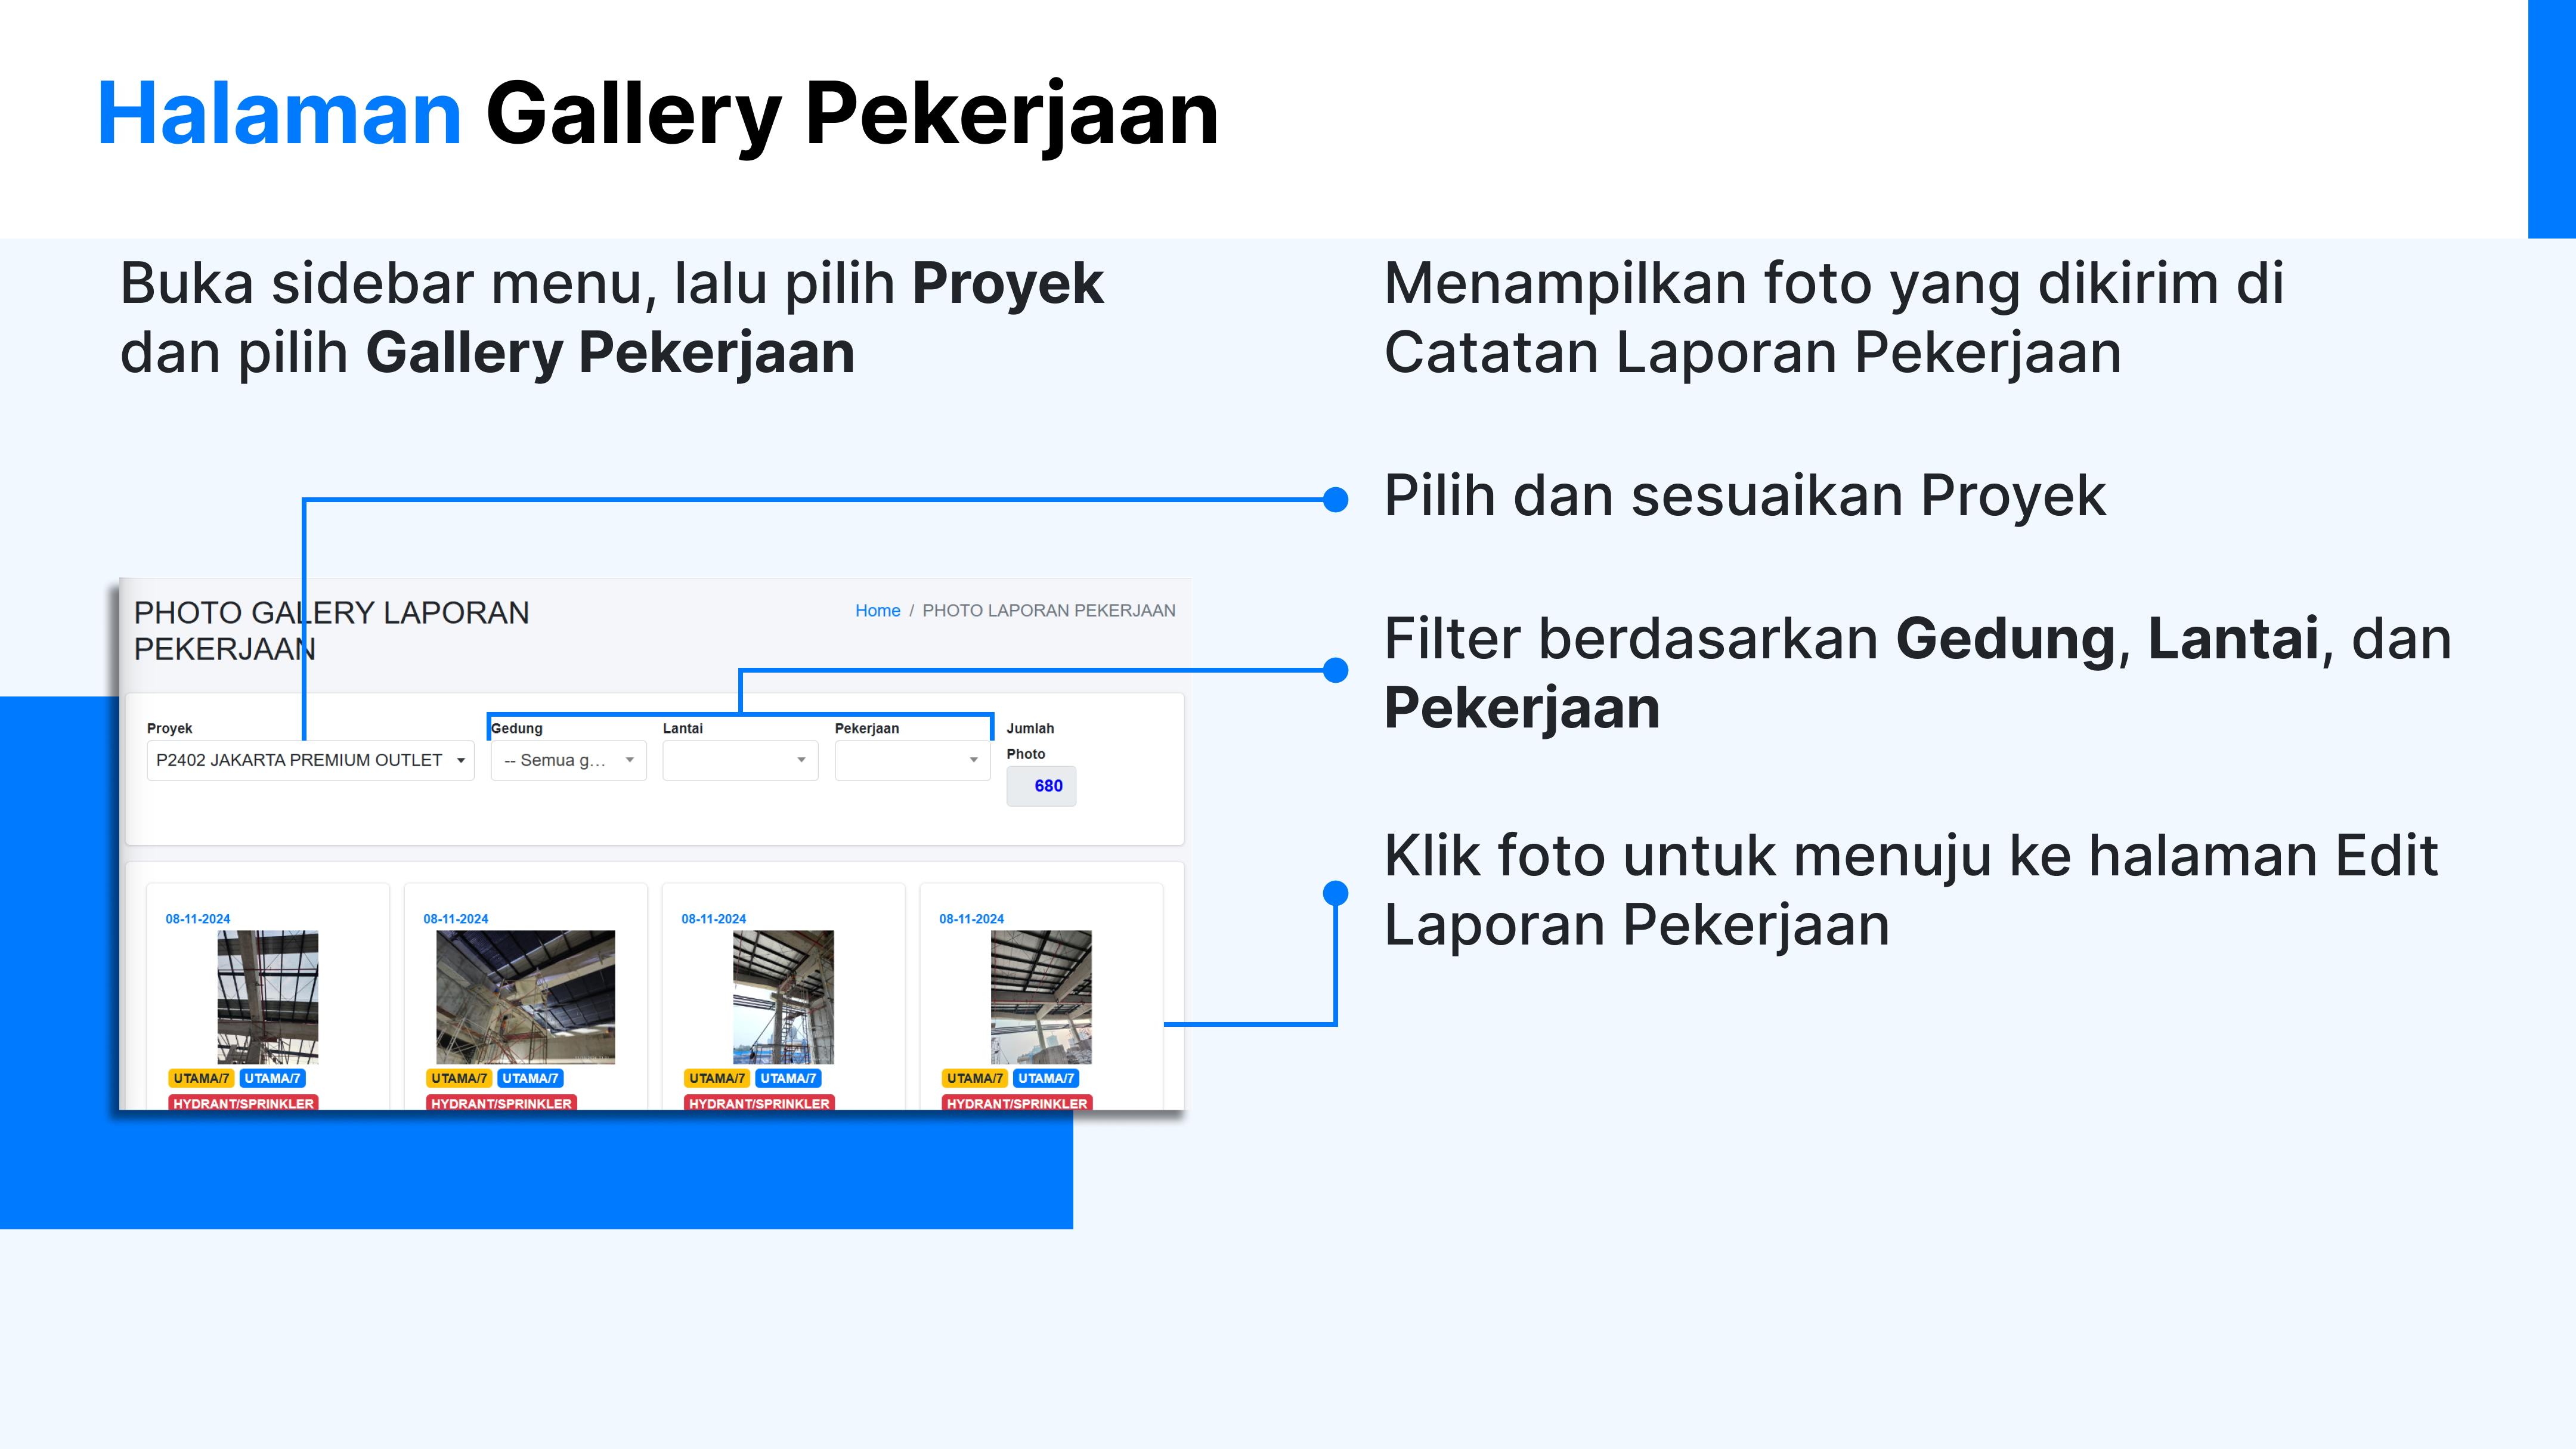 Halaman Gallery Pekerjaan
Buka sidebar menu, lalu pilih Proyek
dan pilih Gallery Pekerjaan
Menampilkan foto yang dikirim di
Catatan Laporan Pekerjaan
Pilih dan sesuaikan Proyek
Filter berdasarkan Gedung, Lantai, dan
Pekerjaan
Klik foto untuk menuju ke halaman Edit
Laporan Pekerjaan
PHOTO GALERY LAPORAN
PEKERJAAN
Home / PHOTO LAPORAN PEKERJAAN
Proyek
P2402 JAKARTA PREMIUM OUTLET
Gedung
-- Semua g...
Lantai
Pekerjaan
Jumlah
Photo
680
08-11-2024
UTAMA/7 UTAMA/7
HYDRANT/SPRINKLER
08-11-2024
UTAMA/7 UTAMA/7
HYDRANT/SPRINKLER
08-11-2024
UTAMA/7 UTAMA/7
HYDRANT/SPRINKLER
08-11-2024
UTAMA/7 UTAMA/7
HYDRANT/SPRINKLER